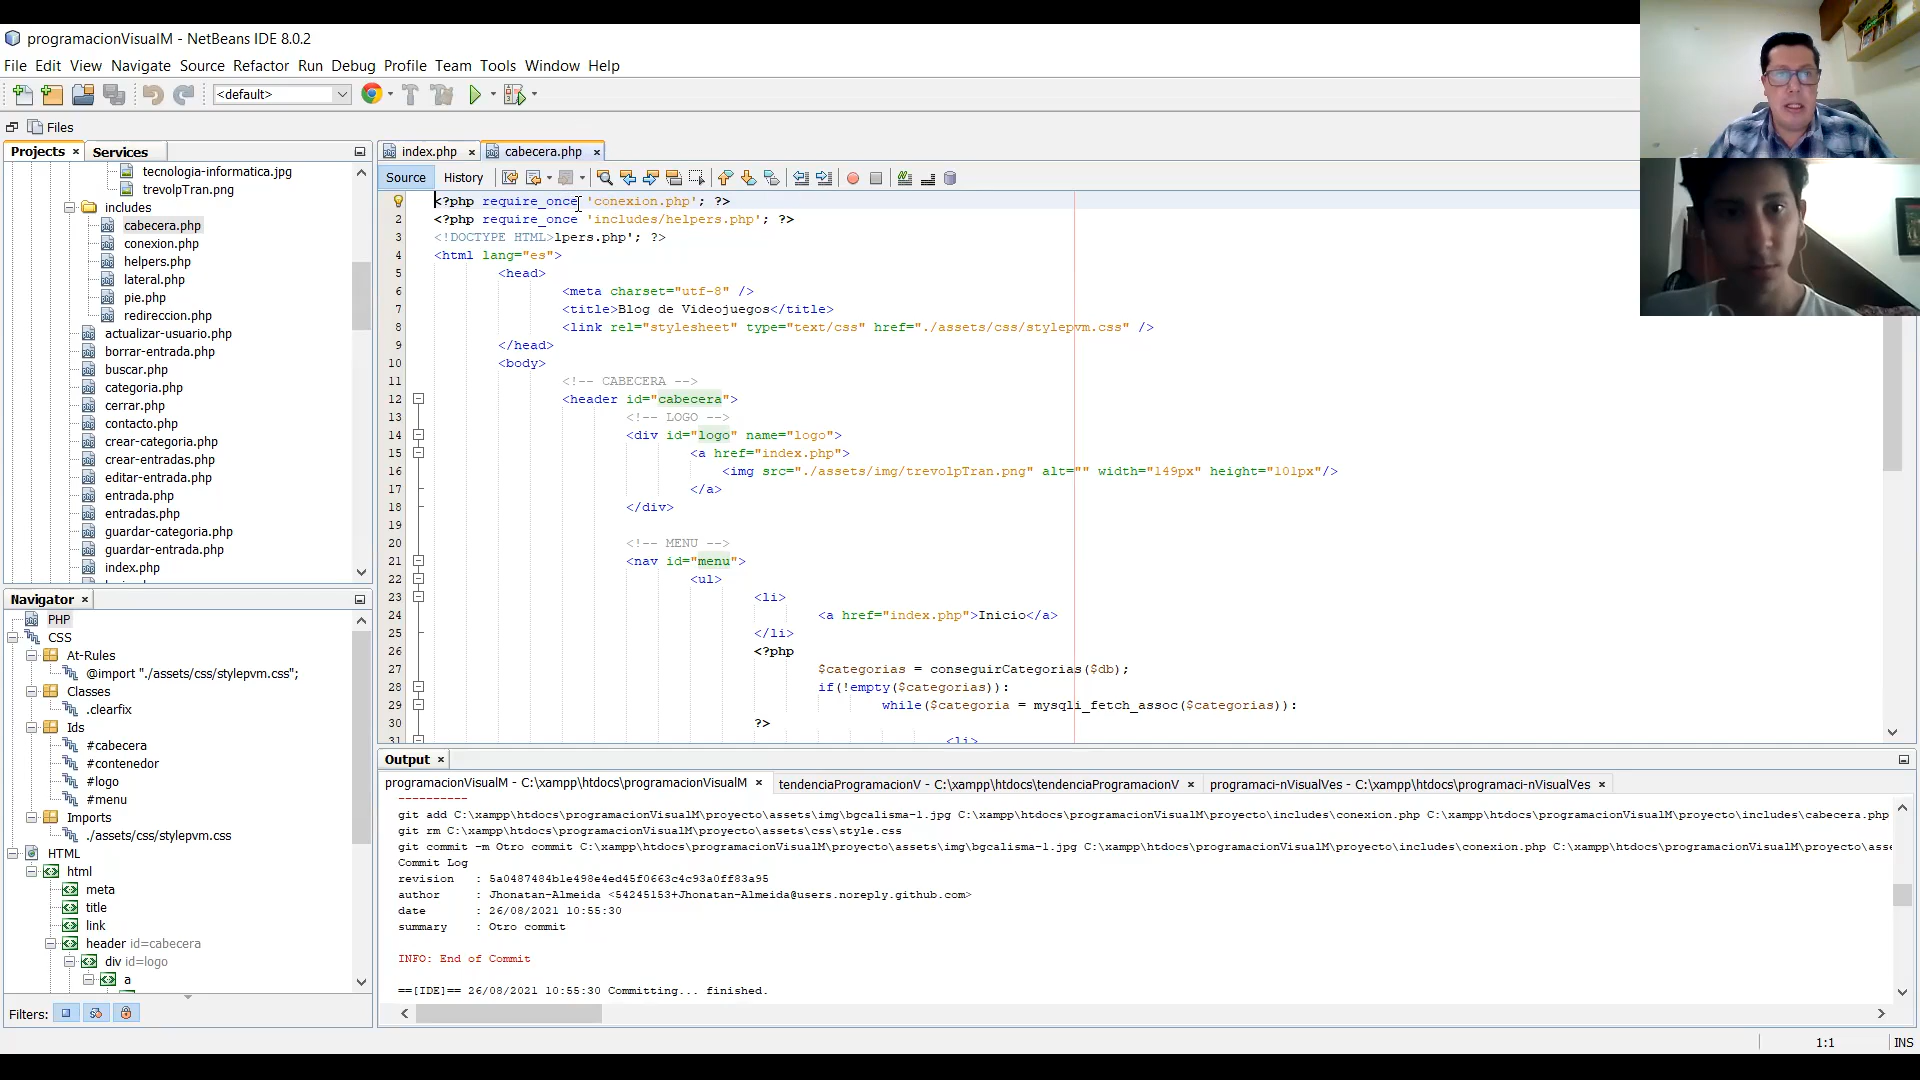 programacionVisualM - NetBeans IDE 8.0.2
File Edit View Navigate Source Refactor Run Debug Profile Team Tools Window Help
<default>
Files
Projects Services
tecnologia-informatica.jpg
trevolpTran.png
includes
cabecera.php
conexion.php
helpers.php
lateral.php
pie.php
redireccion.php
actualizar-usuario.php
borrar-entrada.php
buscar.php
categoria.php
cerrar.php
contacto.php
crear-categoria.php
crear-entradas.php
editar-entrada.php
entrada.php
entradas.php
guardar-categoria.php
guardar-entrada.php
index.php
Navigator
PHP
CSS
At-Rules
@import "./assets/css/stylepvm.css";
Classes
.clearfix
Ids
#cabecera
#contenedor
#logo
#menu
Imports
./assets/css/stylepvm.css
HTML
html
meta
title
link
header id=cabecera
div id=logo
a
Filters:
index.php cabecera.php
Source History
1 <?php require_once 'conexion.php'; ?>
2 <?php require_once 'includes/helpers.php'; ?>
3 <!DOCTYPE HTML>lpers.php'; ?>
4 <html lang="es">
5 <head>
6 <meta charset="utf-8" />
7 <title>Blog de Videojuegos</title>
8 <link rel="stylesheet" type="text/css" href="./assets/css/stylepvm.css" />
9 </head>
10 <body>
11 <!-- CABECERA -->
12 <header id="cabecera">
13 <!-- LOGO -->
14 <div id="logo" name="logo">
15 <a href="index.php">
16 <img src="./assets/img/trevolpTran.png" alt="" width="149px" height="101px"/>
17 </a>
18 </div>
19
20 <!-- MENU -->
21 <nav id="menu">
22 <ul>
23 <li>
24 <a href="index.php">Inicio</a>
25 </li>
26 <?php
27 $categorias = conseguirCategorias($db);
28 if(!empty($categorias)):
29 while($categoria = mysqli_fetch_assoc($categorias)):
30 ?>
31 <li>
Output
programacionVisualM - C:\xampp\htdocs\programacionVisualM tendenciaProgramacionV - C:\xampp\htdocs\tendenciaProgramacionV programaci-nVisualVes - C:\xampp\htdocs\programaci-nVisualVes
----------
git add C:\xampp\htdocs\programacionVisualM\proyecto\assets\img\bgcalisma-1.jpg C:\xampp\htdocs\programacionVisualM\proyecto\includes\conexion.php C:\xampp\htdocs\programacionVisualM\proyecto\includes\cabecera.php
git rm C:\xampp\htdocs\programacionVisualM\proyecto\assets\css\style.css
git commit -m Otro commit C:\xampp\htdocs\programacionVisualM\proyecto\assets\img\bgcalisma-1.jpg C:\xampp\htdocs\programacionVisualM\proyecto\includes\conexion.php C:\xampp\htdocs\programacionVisualM\proyecto\asse
Commit Log
revision : 5a0487484b1e498e4ed45f0663c4c93a0ff83a95
author : Jhonatan-Almeida <54245153+Jhonatan-Almeida@users.noreply.github.com>
date : 26/08/2021 10:55:30
summary : Otro commit
INFO: End of Commit
==[IDE]== 26/08/2021 10:55:30 Committing... finished.
1:1 INS